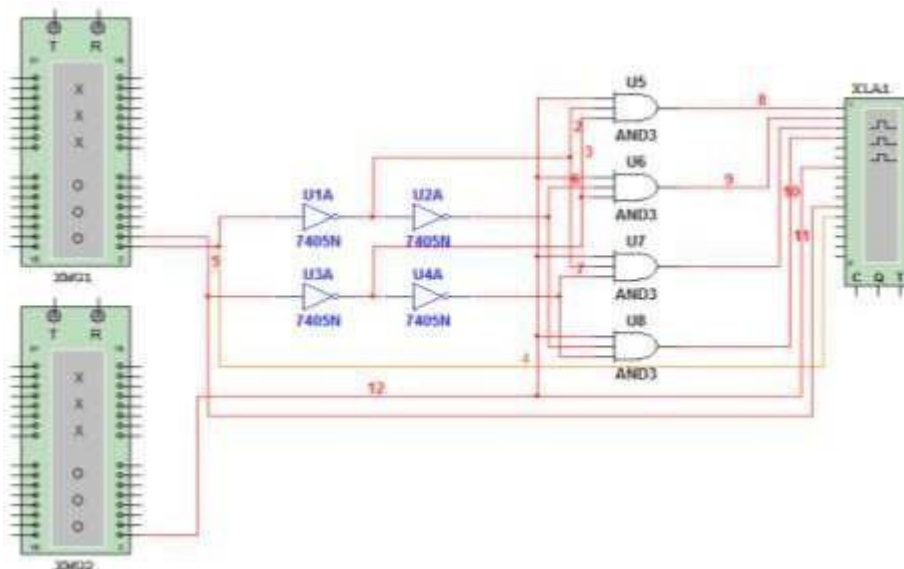 T R
X
X
X
O
O
O
XWG1
T R
X
X
X
O
O
O
XWG2
U1A
7405N
U2A
7405N
U3A
7405N
U4A
7405N
U5
AND3
U6
AND3
U7
AND3
U8
AND3
2
3
5
7
4
12
8
9
10
11
XLA1
C Q T